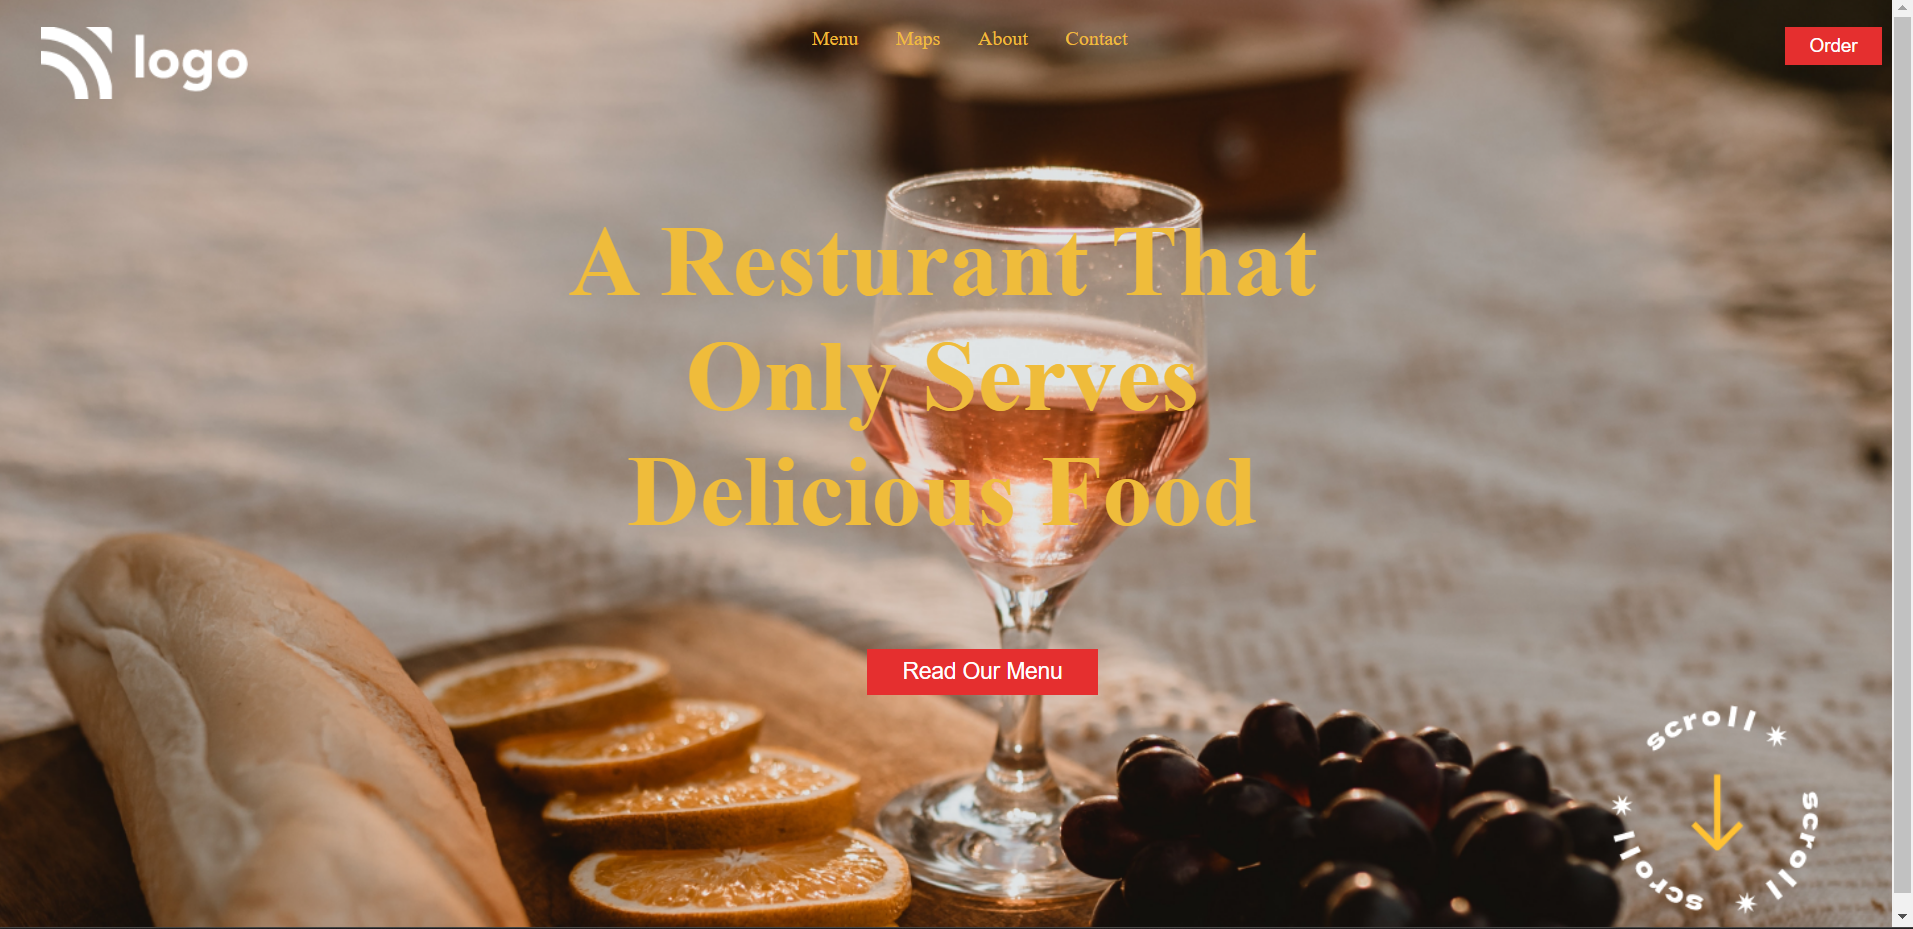 logo
Menu Maps About Contact
Order
A Resturant That
Only Serves
Delicious Food
Read Our Menu
scroll
scroll
scroll